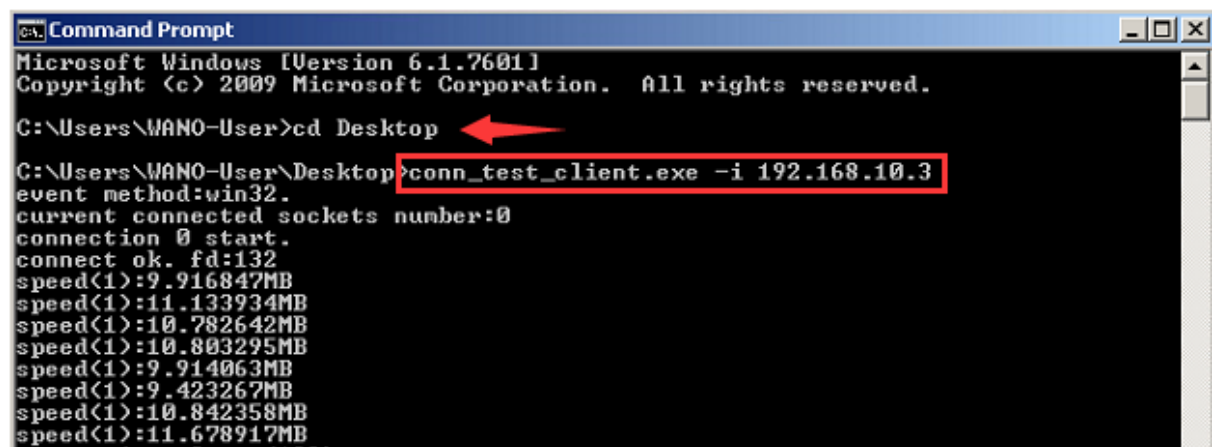 Command Prompt
Microsoft Windows [Version 6.1.7601]
Copyright (c) 2009 Microsoft Corporation.  All rights reserved.
C:\Users\WANO-User>cd Desktop
C:\Users\WANO-User\Desktop>conn_test_client.exe -i 192.168.10.3
event method:win32.
current connected sockets number:0
connection 0 start.
connect ok. fd:132
speed(1):9.916847MB
speed(1):11.133934MB
speed(1):10.782642MB
speed(1):10.803295MB
speed(1):9.914063MB
speed(1):9.423267MB
speed(1):10.842358MB
speed(1):11.678917MB